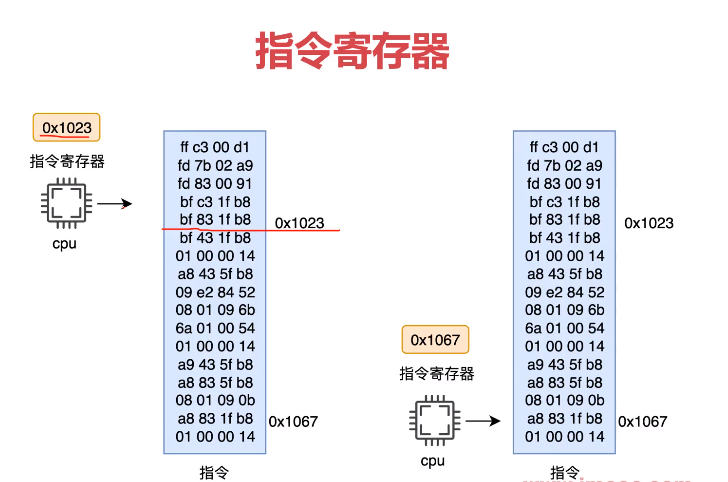 指令寄存器
0x1023
指令寄存器
cpu
ff c3 00 d1
fd 7b 02 a9
fd 83 00 91
bf c3 1f b8
bf 83 1f b8
bf 43 1f b8
01 00 00 14
a8 43 5f b8
09 e2 84 52
08 01 09 6b
6a 01 00 54
01 00 00 14
a9 43 5f b8
a8 83 5f b8
08 01 09 0b
a8 83 1f b8
01 00 00 14
0x1023
0x1067
指令
0x1067
指令寄存器
cpu
ff c3 00 d1
fd 7b 02 a9
fd 83 00 91
bf c3 1f b8
bf 83 1f b8
bf 43 1f b8
01 00 00 14
a8 43 5f b8
09 e2 84 52
08 01 09 6b
6a 01 00 54
01 00 00 14
a9 43 5f b8
a8 83 5f b8
08 01 09 0b
a8 83 1f b8
01 00 00 14
0x1023
0x1067
指令